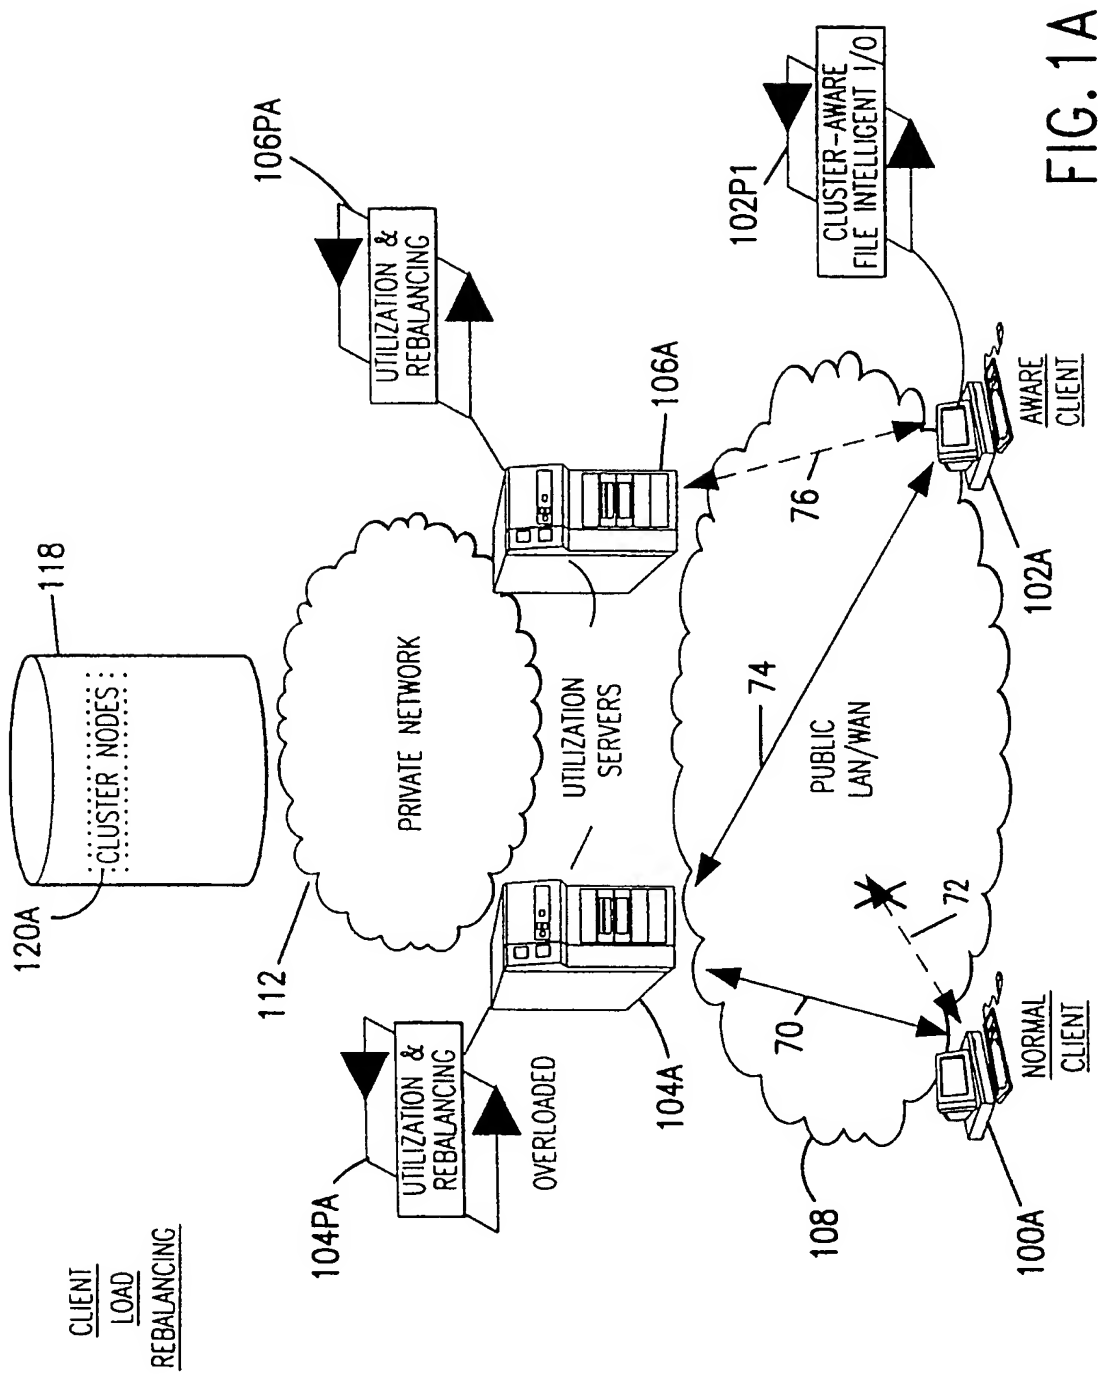 CLIENT
LOAD
REBALANCING
120A
CLUSTER NODES
118
112
PRIVATE NETWORK
104PA
UTILIZATION &
REBALANCING
OVERLOADED
106PA
UTILIZATION &
REBALANCING
UTILIZATION
SERVERS
104A
106A
108
70
72
74
76
PUBLIC
LAN/WAN
102P1
CLUSTER-AWARE
FILE INTELLIGENT I/O
100A
NORMAL
CLIENT
102A
AWARE
CLIENT
FIG. 1A